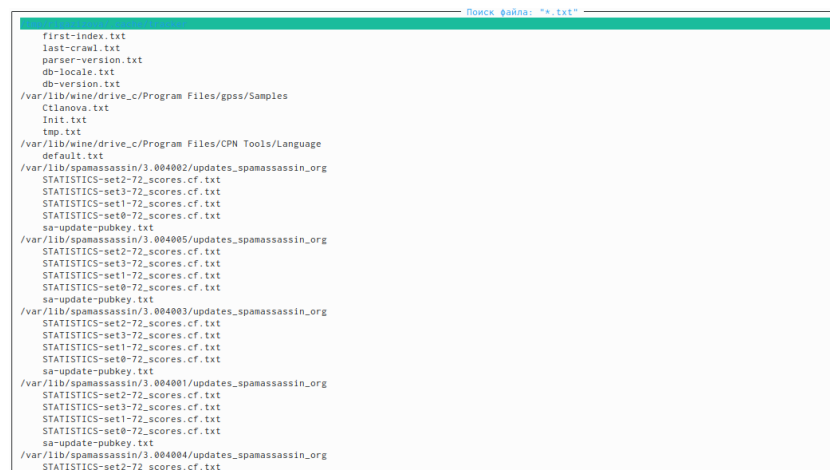 Поиск файла: "*.txt"
first-index.txt
last-crawl.txt
parser-version.txt
db-locale.txt
db-version.txt
/var/lib/wine/drive_c/Program Files/gpss/Samples
Ctlanova.txt
Init.txt
tmp.txt
/var/lib/wine/drive_c/Program Files/CPN Tools/Language
default.txt
/var/lib/spamassassin/3.004002/updates_spamassassin_org
STATISTICS-set2-72_scores.cf.txt
STATISTICS-set3-72_scores.cf.txt
STATISTICS-set1-72_scores.cf.txt
STATISTICS-set0-72_scores.cf.txt
sa-update-pubkey.txt
/var/lib/spamassassin/3.004005/updates_spamassassin_org
STATISTICS-set2-72_scores.cf.txt
STATISTICS-set3-72_scores.cf.txt
STATISTICS-set1-72_scores.cf.txt
STATISTICS-set0-72_scores.cf.txt
sa-update-pubkey.txt
/var/lib/spamassassin/3.004003/updates_spamassassin_org
STATISTICS-set2-72_scores.cf.txt
STATISTICS-set3-72_scores.cf.txt
STATISTICS-set1-72_scores.cf.txt
STATISTICS-set0-72_scores.cf.txt
sa-update-pubkey.txt
/var/lib/spamassassin/3.004001/updates_spamassassin_org
STATISTICS-set2-72_scores.cf.txt
STATISTICS-set3-72_scores.cf.txt
STATISTICS-set1-72_scores.cf.txt
STATISTICS-set0-72_scores.cf.txt
sa-update-pubkey.txt
/var/lib/spamassassin/3.004004/updates_spamassassin_org
STATISTICS-set2-72_scores.cf.txt